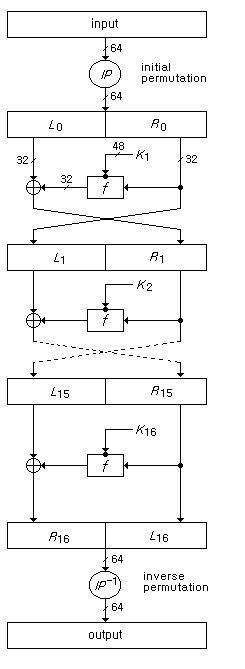 input
64
IP
initial
permutation
64
L0 R0
32 48 K1 32
32
f
L1 R1
K2
f
L15 R15
K16
f
R16 L16
64
IP-1
inverse
permutation
64
output